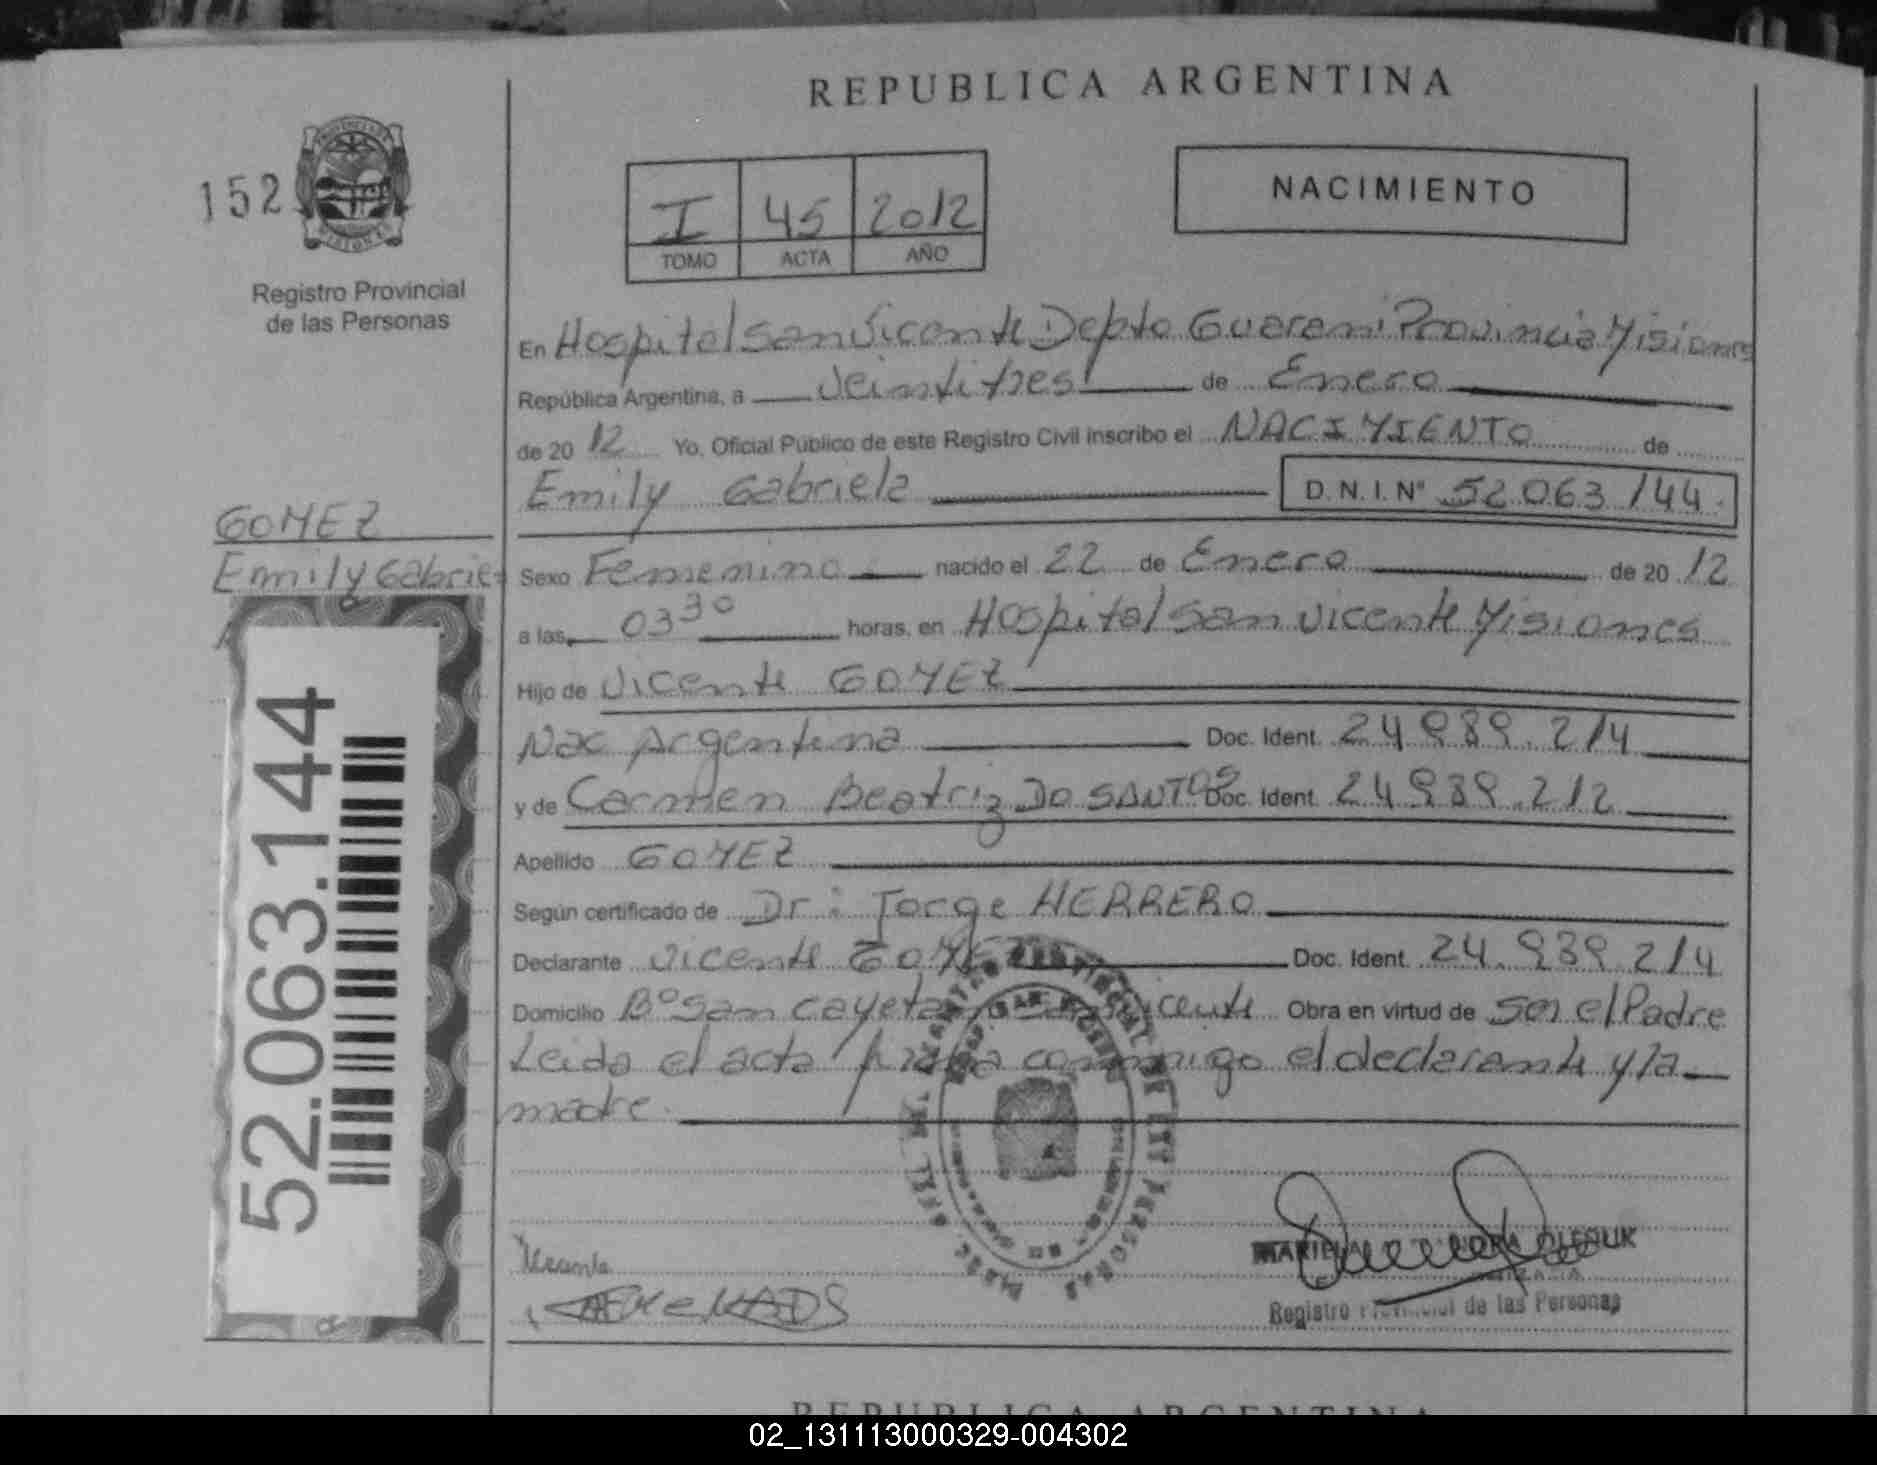 REPUBLICA ARGENTINA
152
Registro Provincial
de las Personas
I 45 2012
TOMO ACTA AÑO
NACIMIENTO
En Hospital San Vicente Depto Guarani Provincia Misiones
República Argentina, a Veintitres de Enero
de 20 12 Yo, Oficial Público de este Registro Civil inscribo el NACIMIENTO de
Emily Gabriela D.N.I. Nº 52.063.144
GOMEZ
Emily Gabriel
52.063.144
Sexo Femenino nacido el 22 de Enero de 20 12
a las 03 30 horas, en Hospital San Vicente Misiones
Hijo de Vicente GOMEZ
Nac Argentina Doc. Ident. 24.989.214
y de Carmen Beatriz DO SANTOS Doc. Ident. 24.989.212
Apellido GOMEZ
Según certificado de Dr: Jorge HERRERO
Declarante Vicente GOMEZ Doc. Ident. 24.989.214
Domicilio Bº San Cayetano San Vicente Obra en virtud de ser el Padre
Leida el acta firma conmigo el declarante y la
madre.
Registro Provincial de las Personas
REPUBLICA ARGENTINA
02_131113000329-004302